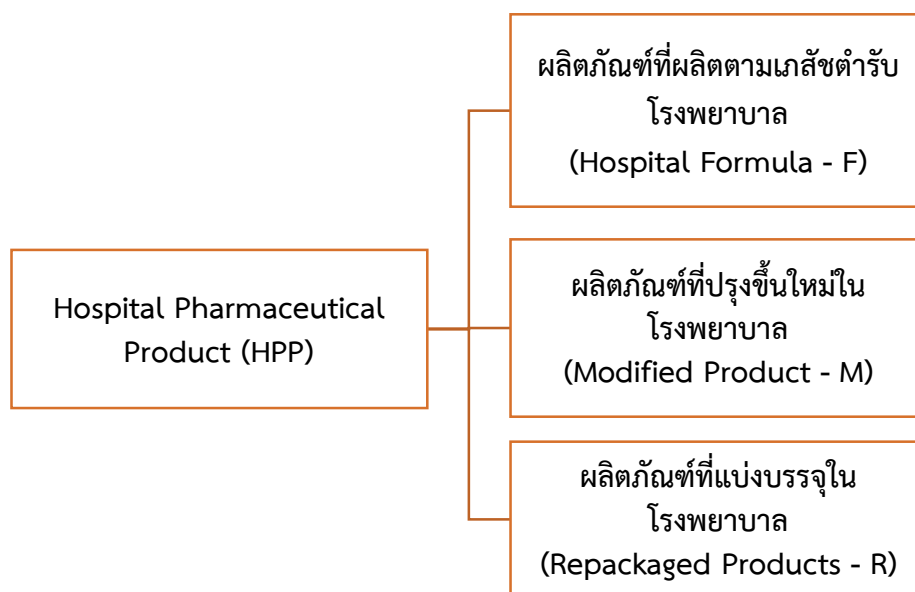 ผลิตภัณฑ์ที่ผลิตตามเภสัชตำรับ
โรงพยาบาล
(Hospital Formula - F)
Hospital Pharmaceutical
Product (HPP)
ผลิตภัณฑ์ที่ปรุงขึ้นใหม่ใน
โรงพยาบาล
(Modified Product - M)
ผลิตภัณฑ์ที่แบ่งบรรจุใน
โรงพยาบาล
(Repackaged Products - R)